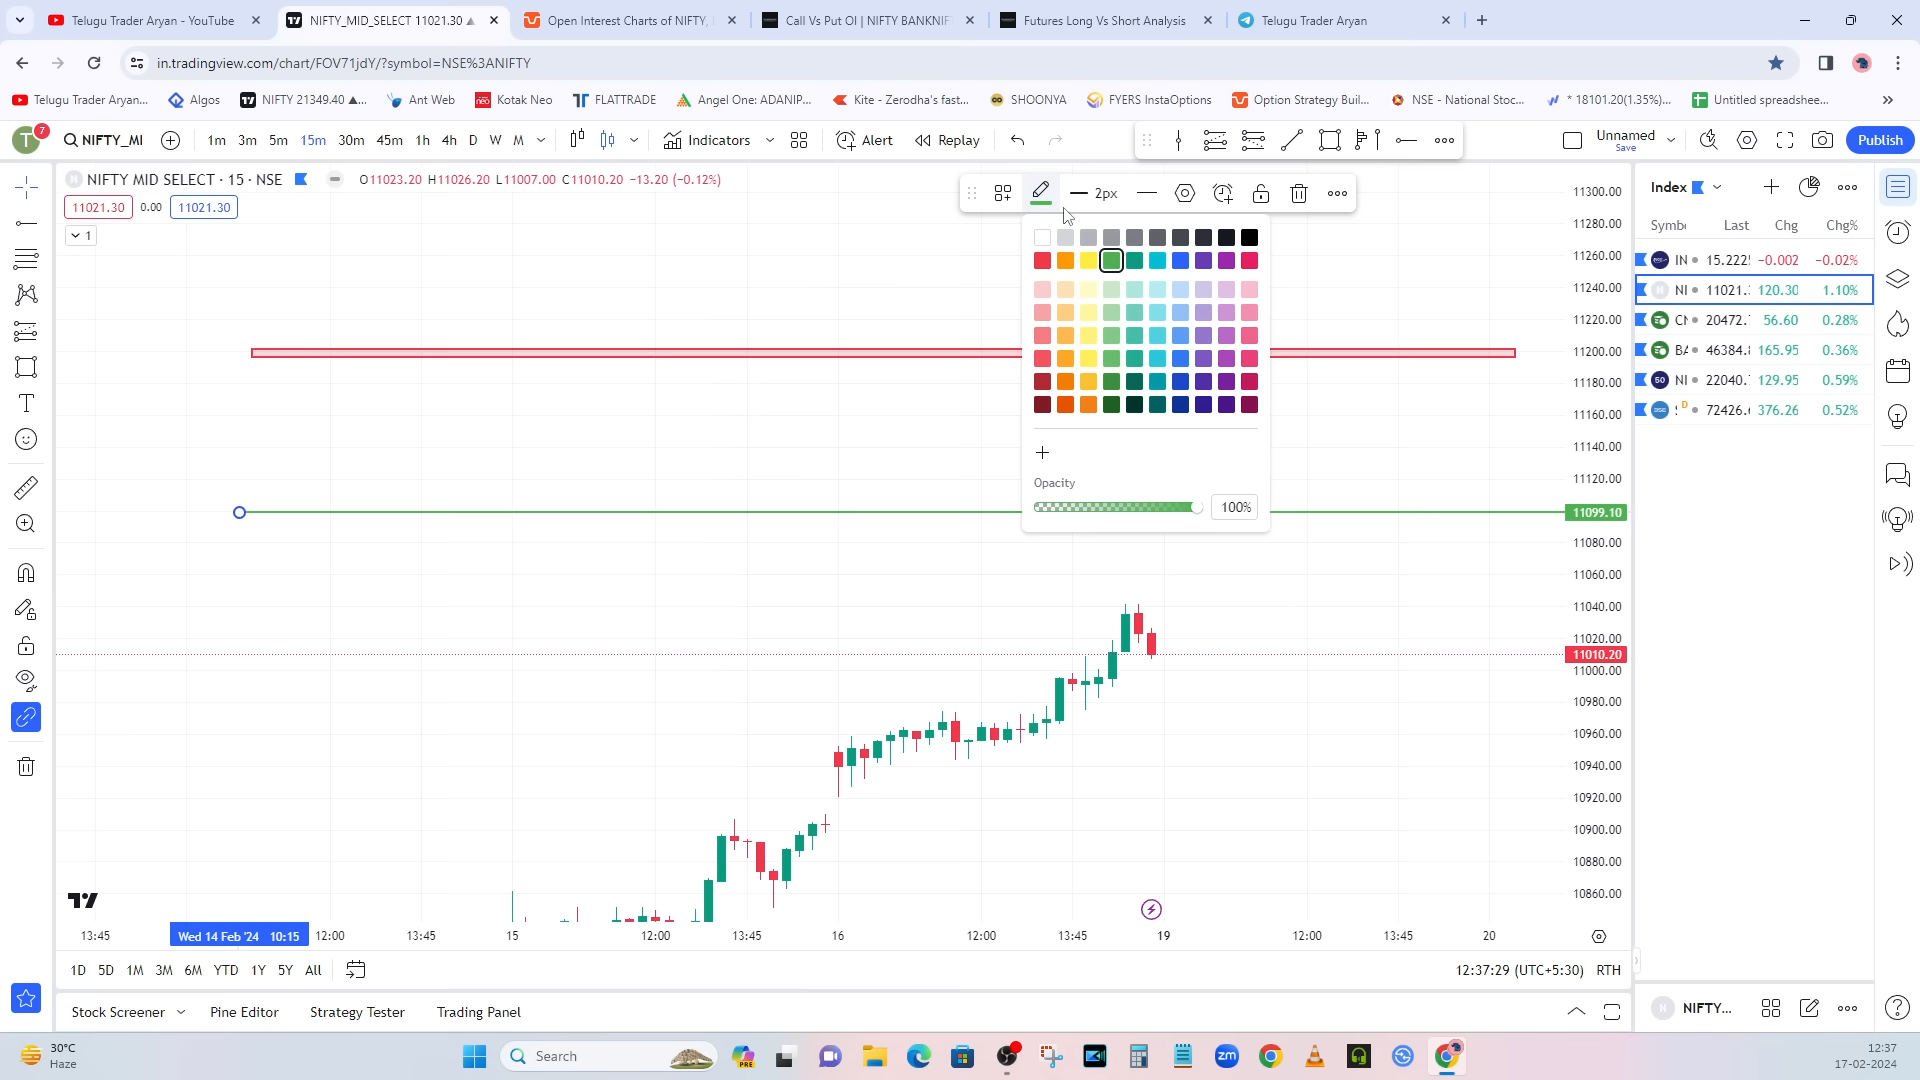 Telugu Trader Aryan - YouTube
NIFTY_MID_SELECT 11021.30
Open Interest Charts of NIFTY,
Call Vs Put OI | NIFTY BANKNIF
Futures Long Vs Short Analysis
Telugu Trader Aryan
in.tradingview.com/chart/FOV71jdY/?symbol=NSE%3ANIFTY
Telugu Trader Aryan...
Algos
NIFTY 21349.40 ▲...
Ant Web
Kotak Neo
FLATTRADE
Angel One: ADANIP...
Kite - Zerodha's fast...
SHOONYA
FYERS InstaOptions
Option Strategy Buil...
NSE - National Stoc...
* 18101.20(1.35%)...
Untitled spreadshee...
T 7
NIFTY_MI
1m 3m 5m 15m 30m 45m 1h 4h D W M
Indicators
Alert
Replay
Unnamed
Save
Publish
NIFTY MID SELECT · 15 · NSE
O11023.20 H11026.20 L11007.00 C11010.20 -13.20 (-0.12%)
11021.30 0.00 11021.30
1
2px
Opacity
100%
11300.00
11280.00
11260.00
11240.00
11220.00
11200.00
11180.00
11160.00
11140.00
11120.00
11099.10
11080.00
11060.00
11040.00
11020.00
11010.20
11000.00
10980.00
10960.00
10940.00
10920.00
10900.00
10880.00
10860.00
13:45
Wed 14 Feb '24 10:15
12:00
13:45
15
12:00
13:45
16
12:00
13:45
19
12:00
13:45
20
1D 5D 1M 3M 6M YTD 1Y 5Y All
12:37:29 (UTC+5:30) RTH
Stock Screener
Pine Editor
Strategy Tester
Trading Panel
Index
Symb Last Chg Chg%
IN 15.222 -0.002 -0.02%
NI 11021. 120.30 1.10%
CN 20472. 56.60 0.28%
BA 46384. 165.95 0.36%
50 NI 22040. 129.95 0.59%
D 72426. 376.26 0.52%
NIFTY...
30°C
Haze
Search
PRE
zm
12:37
17-02-2024